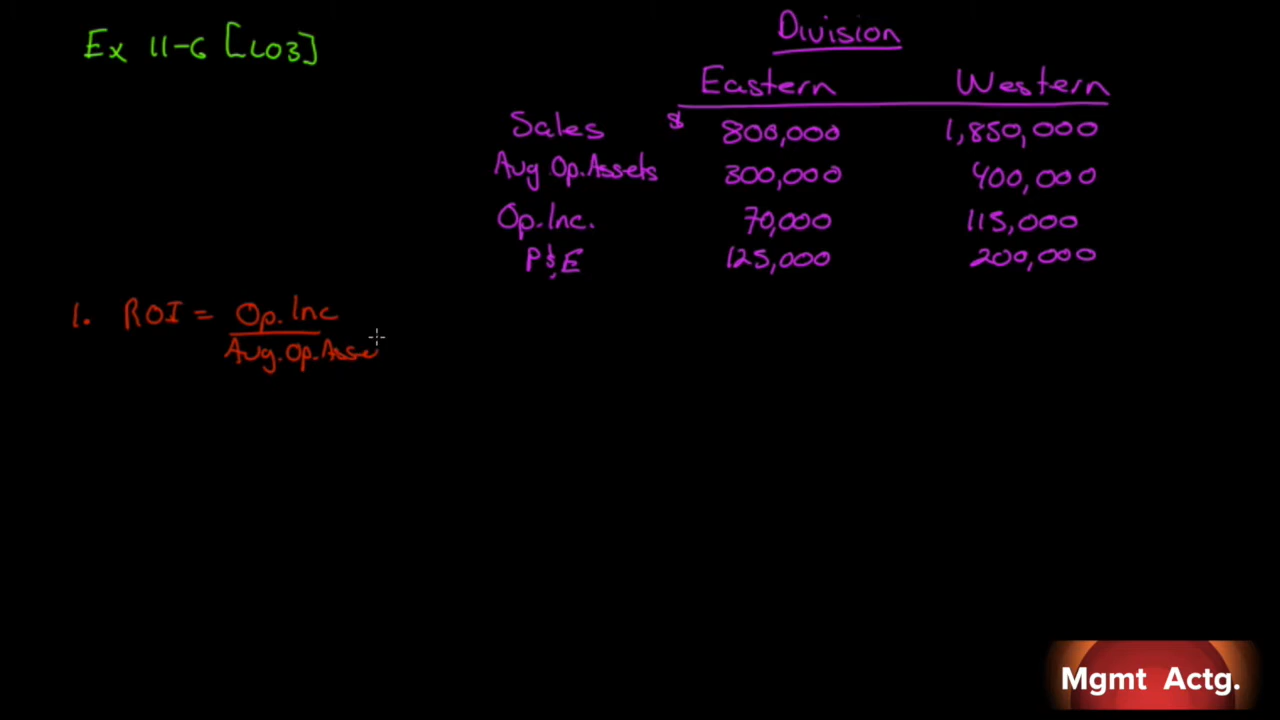 Ex 11-6 [LO3]
Division
Eastern Western
Sales $ 800,000 1,850,000
Avg.Op.Assets 300,000 400,000
Op.Inc. 70,000 115,000
P&E 125,000 200,000
1. ROI = Op.Inc
Avg.Op.Asse
Mgmt Actg.